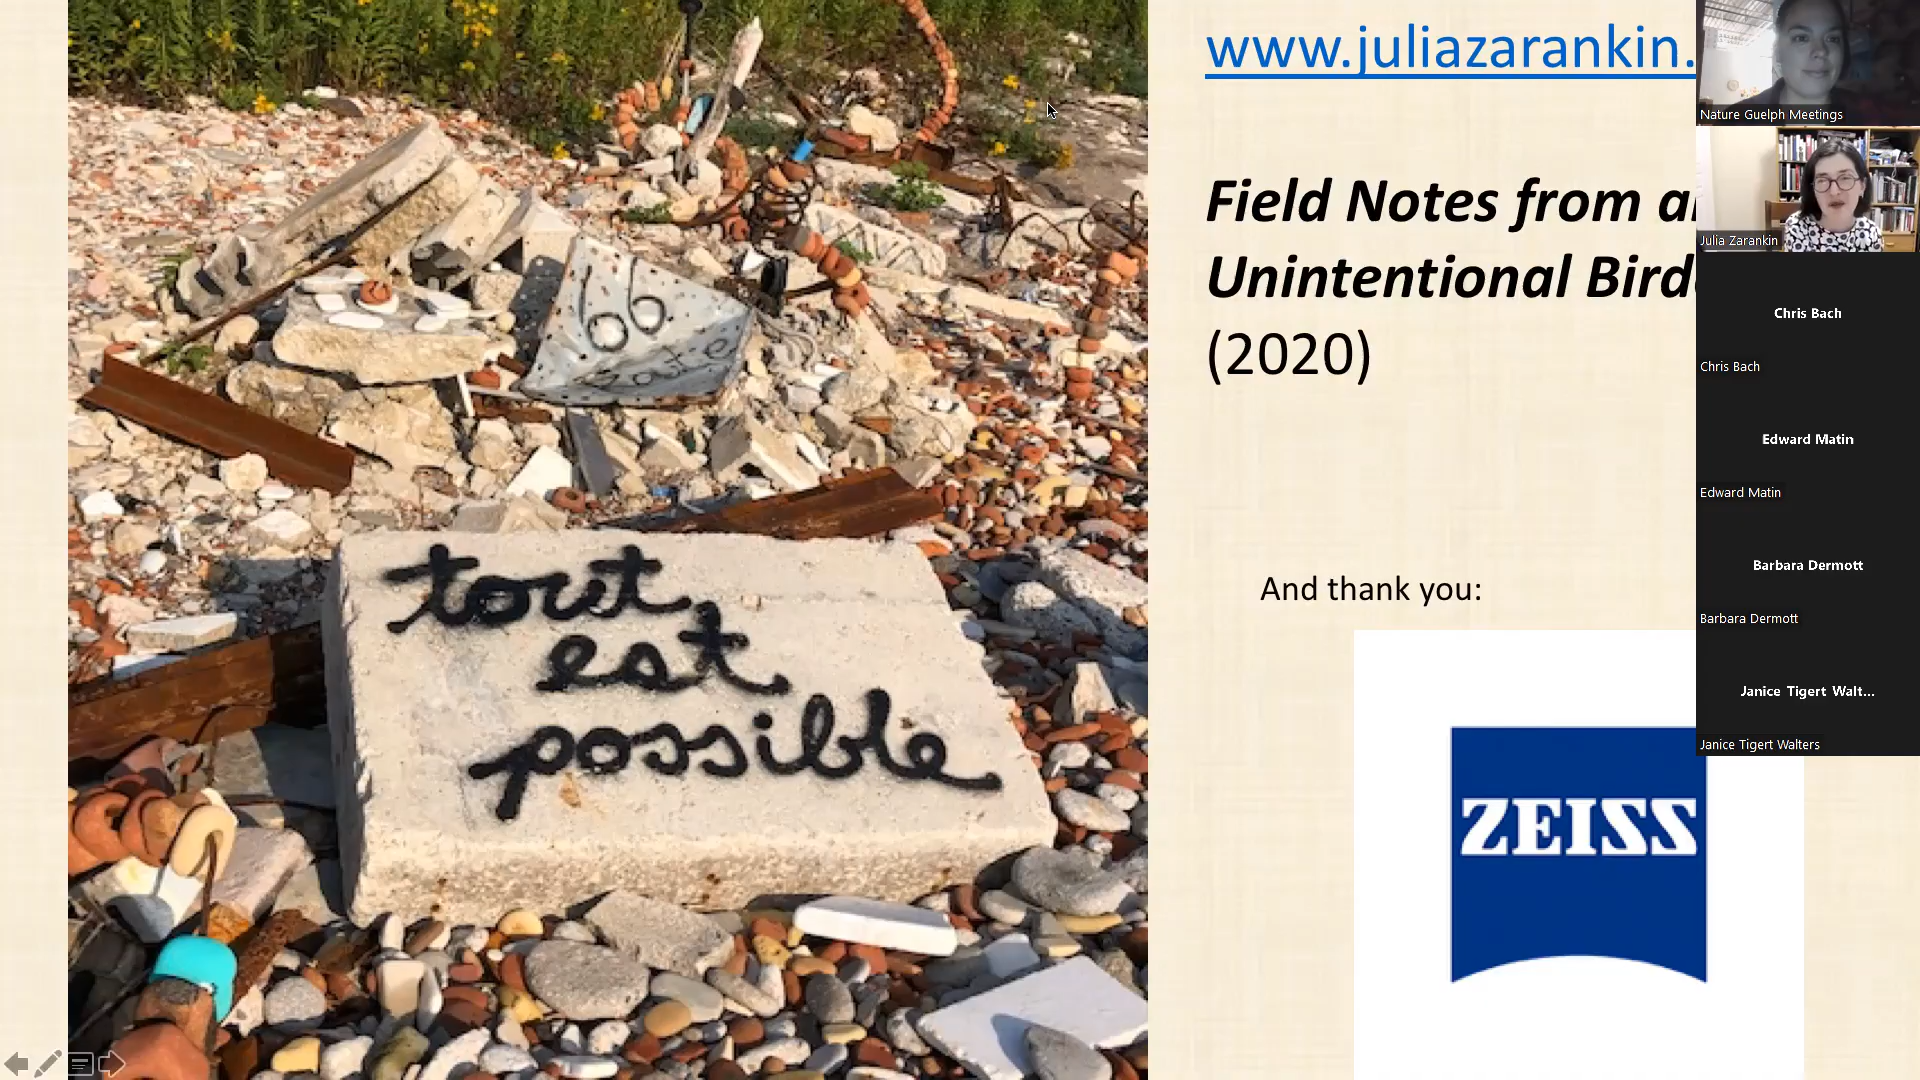 www.juliazarankin.
Field Notes from a
Unintentional Bird
(2020)
And thank you:
ZEISS
66
tout
est
possible
Nature Guelph Meetings
Julia Zarankin
Chris Bach
Chris Bach
Edward Matin
Edward Matin
Barbara Dermott
Barbara Dermott
Janice Tigert Walt...
Janice Tigert Walters